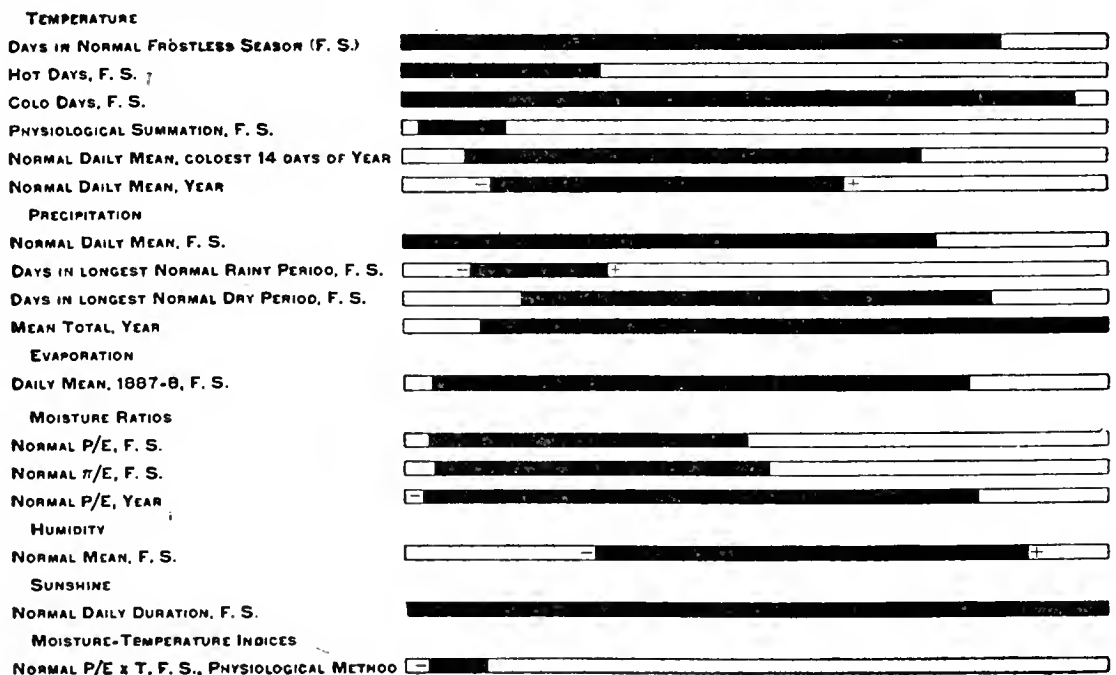 TEMPERATURE
DAYS IN NORMAL FROSTLESS SEASON (F. S.)
HOT DAYS, F. S.
COLD DAYS, F. S.
PHYSIOLOGICAL SUMMATION, F. S.
NORMAL DAILY MEAN, COLDEST 14 DAYS OF YEAR
NORMAL DAILY MEAN, YEAR
− +
PRECIPITATION
NORMAL DAILY MEAN, F. S.
DAYS IN LONGEST NORMAL RAINY PERIOD, F. S.
− +
DAYS IN LONGEST NORMAL DRY PERIOD, F. S.
MEAN TOTAL, YEAR
EVAPORATION
DAILY MEAN, 1887-8, F. S.
MOISTURE RATIOS
NORMAL P/E, F. S.
NORMAL π/E, F. S.
NORMAL P/E, YEAR
−
HUMIDITY
NORMAL MEAN, F. S.
− +
SUNSHINE
NORMAL DAILY DURATION, F. S.
MOISTURE-TEMPERATURE INDICES
NORMAL P/E X T, F. S., PHYSIOLOGICAL METHOD
−